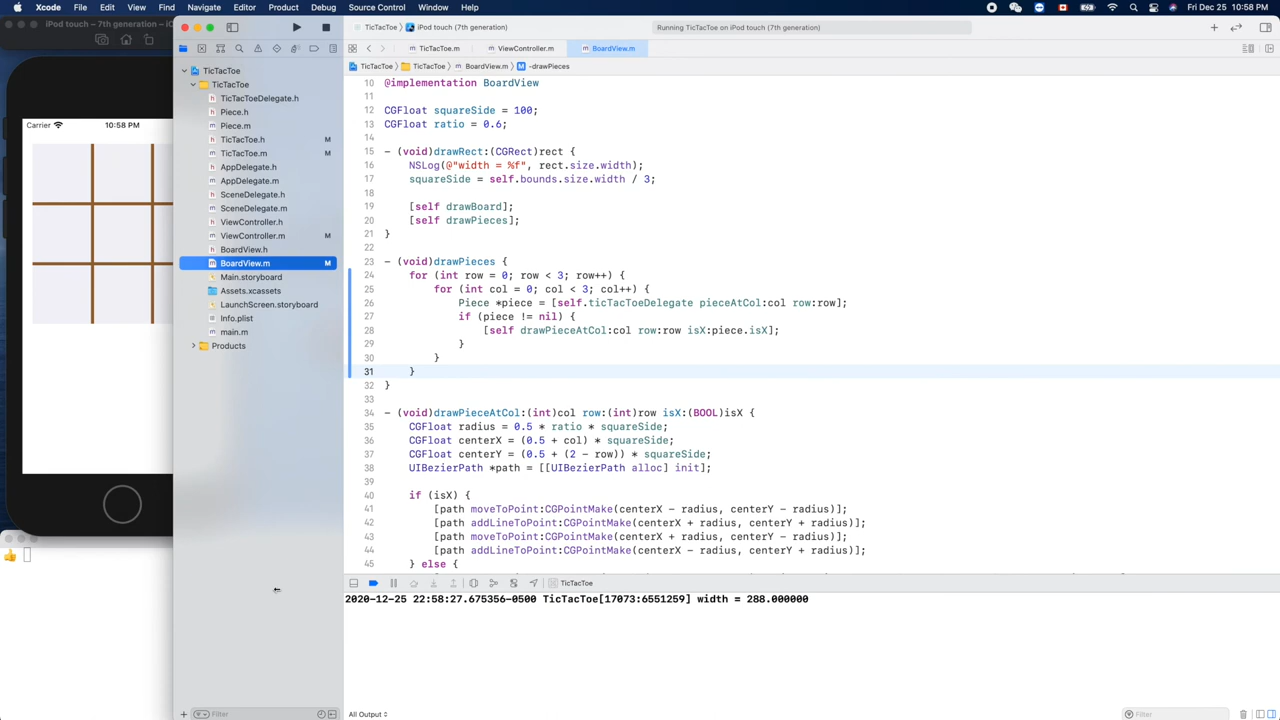 Xcode File Edit View Find Navigate Editor Product Debug Source Control Window Help Fri Dec 25 10:58 PM
iPod touch (7th generation)
Carrier 10:58 PM
TicTacToe iPod touch (7th generation) Running TicTacToe on iPod touch (7th generation)
TicTacToe.m ViewController.m BoardView.m
TicTacToe TicTacToe BoardView.m -drawPieces
TicTacToe
TicTacToe
TicTacToeDelegate.h
Piece.h
Piece.m
TicTacToe.h M
TicTacToe.m M
AppDelegate.h
AppDelegate.m
SceneDelegate.h
SceneDelegate.m
ViewController.h
ViewController.m M
BoardView.h
BoardView.m M
Main.storyboard
Assets.xcassets
LaunchScreen.storyboard
Info.plist
main.m
Products
Filter
10 @implementation BoardView
11
12 CGFloat squareSide = 100;
13 CGFloat ratio = 0.6;
14
15 - (void)drawRect:(CGRect)rect {
16 NSLog(@"width = %f", rect.size.width);
17 squareSide = self.bounds.size.width / 3;
18
19 [self drawBoard];
20 [self drawPieces];
21 }
22
23 - (void)drawPieces {
24 for (int row = 0; row < 3; row++) {
25 for (int col = 0; col < 3; col++) {
26 Piece *piece = [self.ticTacToeDelegate pieceAtCol:col row:row];
27 if (piece != nil) {
28 [self drawPieceAtCol:col row:row isX:piece.isX];
29 }
30 }
31 }
32 }
33
34 - (void)drawPieceAtCol:(int)col row:(int)row isX:(BOOL)isX {
35 CGFloat radius = 0.5 * ratio * squareSide;
36 CGFloat centerX = (0.5 + col) * squareSide;
37 CGFloat centerY = (0.5 + (2 - row)) * squareSide;
38 UIBezierPath *path = [[UIBezierPath alloc] init];
39
40 if (isX) {
41 [path moveToPoint:CGPointMake(centerX - radius, centerY - radius)];
42 [path addLineToPoint:CGPointMake(centerX + radius, centerY + radius)];
43 [path moveToPoint:CGPointMake(centerX + radius, centerY - radius)];
44 [path addLineToPoint:CGPointMake(centerX - radius, centerY + radius)];
45 } else {
TicTacToe
2020-12-25 22:58:27.675356-0500 TicTacToe[17073:6551259] width = 288.000000
All Output Filter